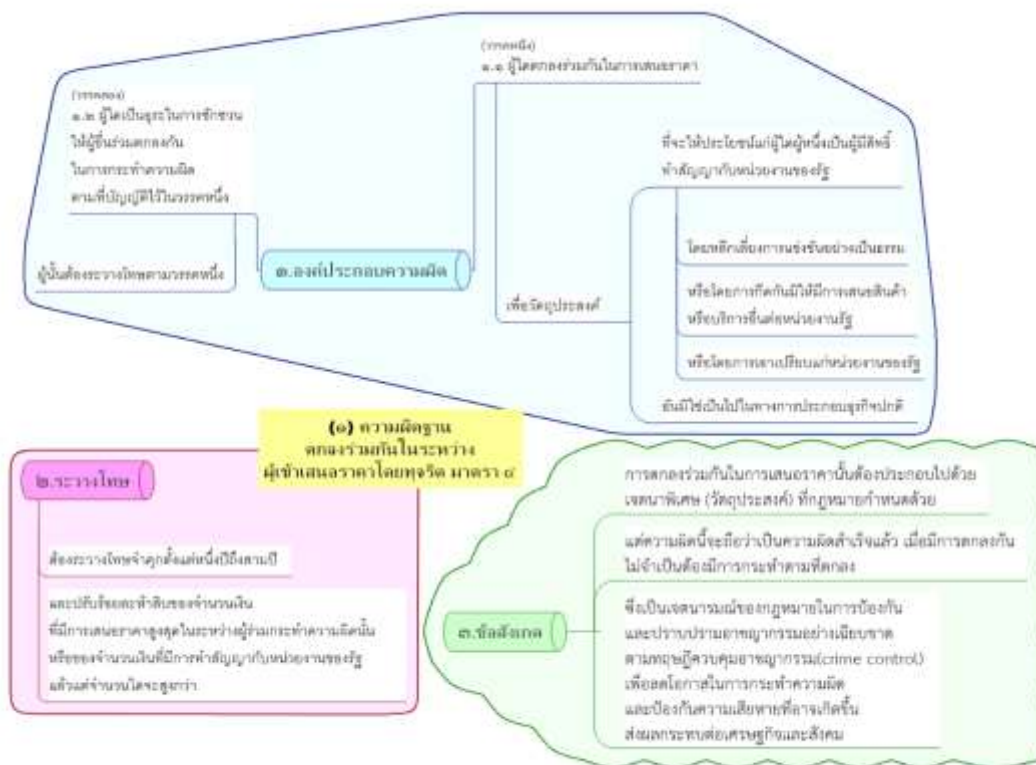 (วรรคหนึ่ง)
๑.๑ ผู้ใดตกลงร่วมกันในการเสนอราคา
(วรรคสอง)
๑.๒ ผู้ใดเป็นธุระในการชักชวน
ให้ผู้อื่นร่วมตกลงกัน
ในการกระทำความผิด
ตามที่บัญญัติไว้ในวรรคหนึ่ง
ผู้นั้นต้องระวางโทษตามวรรคหนึ่ง
๑.องค์ประกอบความผิด
เพื่อวัตถุประสงค์
ที่จะให้ประโยชน์แก่ผู้ใดผู้หนึ่งเป็นผู้มีสิทธิ์
ทำสัญญากับหน่วยงานของรัฐ
โดยหลีกเลี่ยงการแข่งขันอย่างเป็นธรรม
หรือโดยการกีดกันมิให้มีการเสนอสินค้า
หรือบริการอื่นต่อหน่วยงานรัฐ
หรือโดยการเอาเปรียบแก่หน่วยงานของรัฐ
อันมิใช่เป็นไปในทางการประกอบธุรกิจปกติ
(๑) ความผิดฐาน
ตกลงร่วมกันในระหว่าง
ผู้เข้าเสนอราคาโดยทุจริต มาตรา ๔
๒.ระวางโทษ
ต้องระวางโทษจำคุกตั้งแต่หนึ่งปีถึงสามปี
และปรับร้อยละห้าสิบของจำนวนเงิน
ที่มีการเสนอราคาสูงสุดในระหว่างผู้ร่วมกระทำความผิดนั้น
หรือของจำนวนเงินที่มีการทำสัญญากับหน่วยงานของรัฐ
แล้วแต่จำนวนใดจะสูงกว่า
๓.ข้อสังเกต
การตกลงร่วมกันในการเสนอราคานั้นต้องประกอบไปด้วย
เจตนาพิเศษ (วัตถุประสงค์) ที่กฎหมายกำหนดด้วย
แต่ความผิดนี้จะถือว่าเป็นความผิดสำเร็จแล้ว เมื่อมีการตกลงกัน
ไม่จำเป็นต้องมีการกระทำตามที่ตกลง
ซึ่งเป็นเจตนารมณ์ของกฎหมายในการป้องกัน
และปราบปรามอาชญากรรมอย่างเฉียบขาด
ตามทฤษฎีควบคุมอาชญากรรม(crime control)
เพื่อลดโอกาสในการกระทำความผิด
และป้องกันความเสียหายที่อาจเกิดขึ้น
ส่งผลกระทบต่อเศรษฐกิจและสังคม